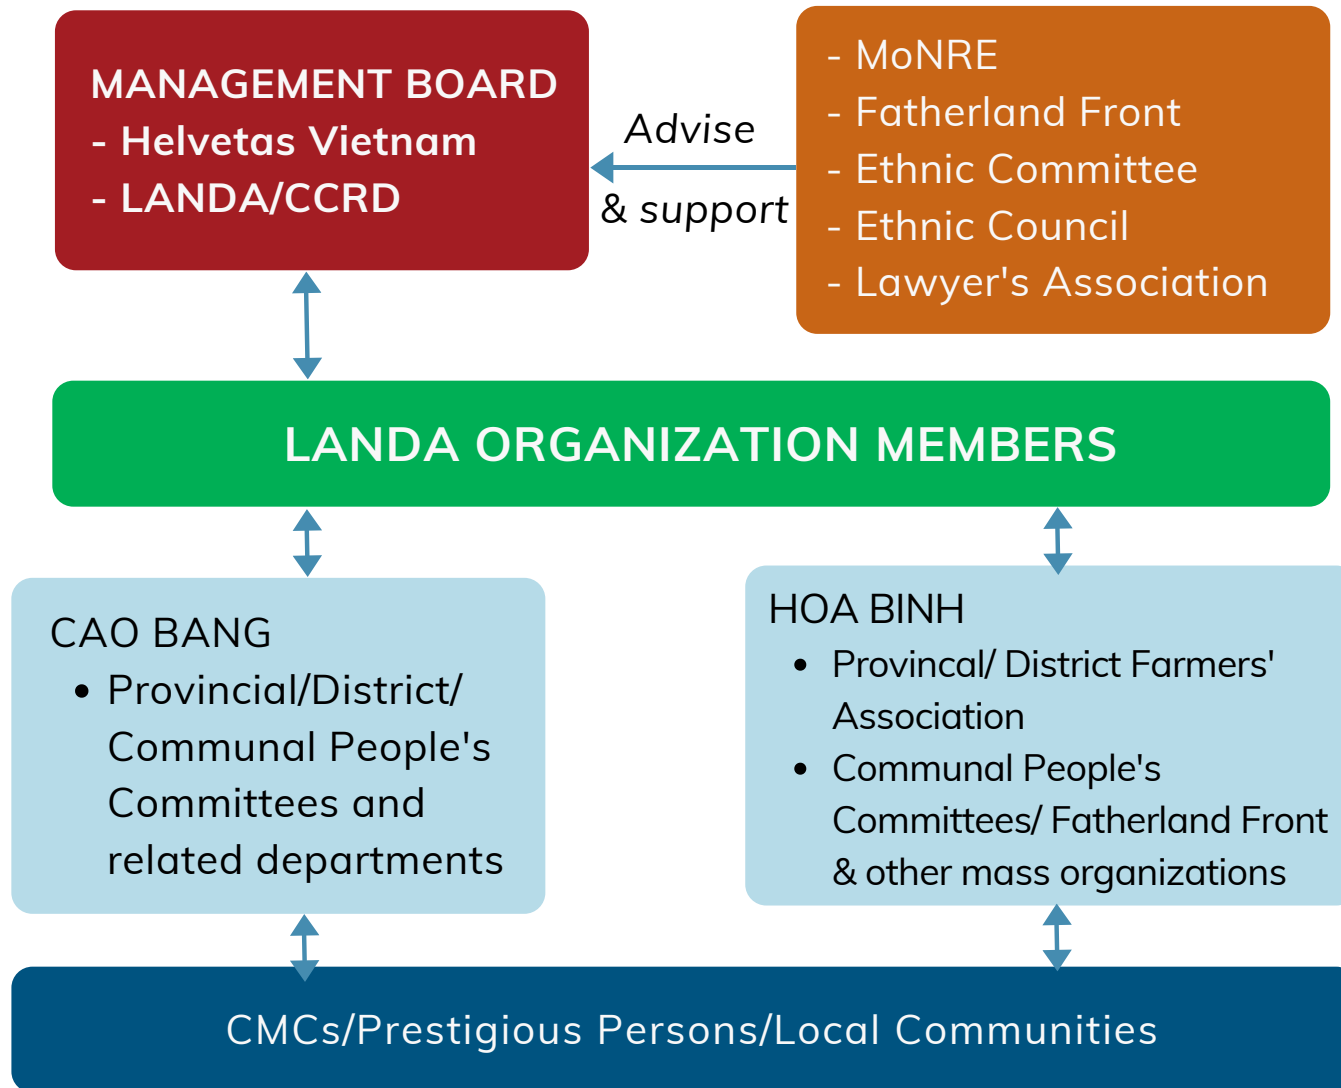 MANAGEMENT BOARD
- Helvetas Vietnam
- LANDA/CCRD
Advise
& support
- MoNRE
- Fatherland Front
- Ethnic Committee
- Ethnic Council
- Lawyer's Association
LANDA ORGANIZATION MEMBERS
CAO BANG
• Provincial/District/
Communal People's
Committees and
related departments
HOA BINH
• Provincal/ District Farmers'
Association
• Communal People's
Committees/ Fatherland Front
& other mass organizations
CMCs/Prestigious Persons/Local Communities